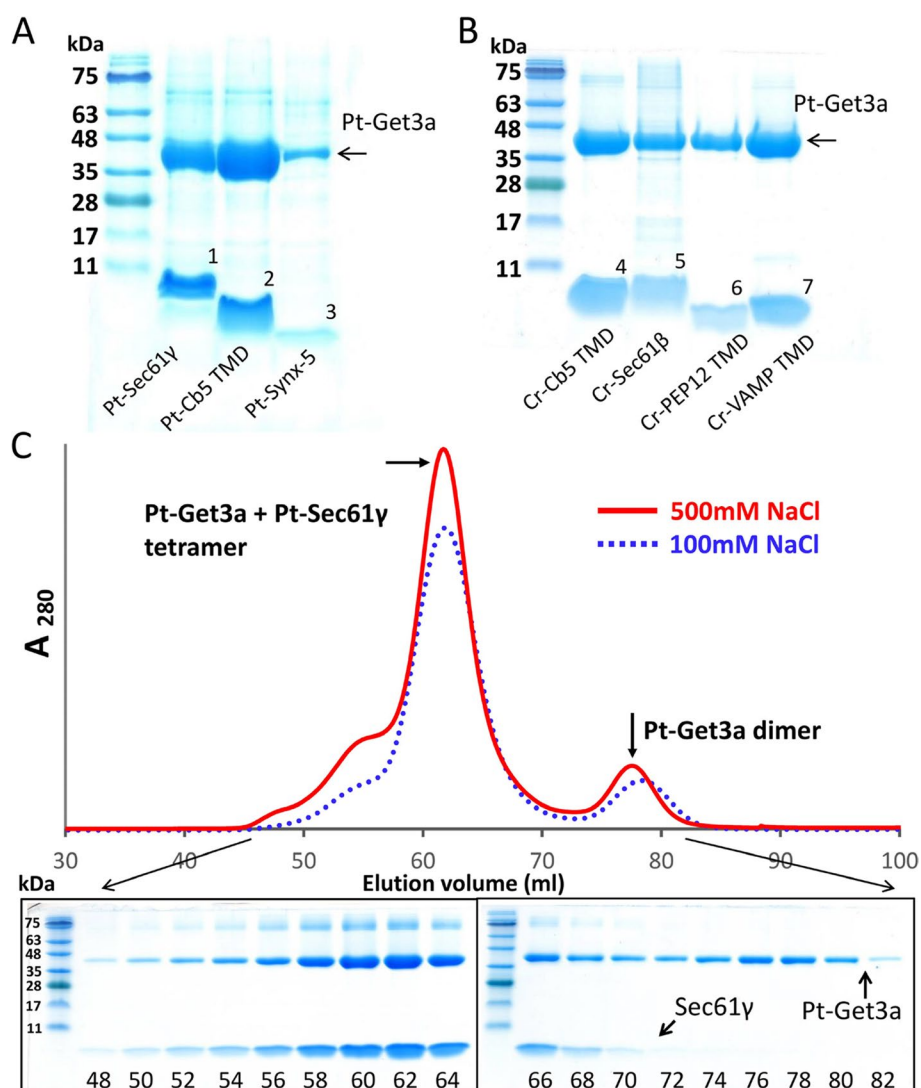 A
kDa
75
63
48
35
28
17
11
Pt-Get3a
1
2
3
Pt-Sec61γ
Pt-Cb5 TMD
Pt-Synx-5
B
kDa
75
63
48
35
28
17
11
Pt-Get3a
4
5
6
7
Cr-Cb5 TMD
Cr-Sec61β
Cr-PEP12 TMD
Cr-VAMP TMD
C
Pt-Get3a + Pt-Sec61γ
tetramer
500mM NaCl
100mM NaCl
A 280
Pt-Get3a dimer
30 40 50 60 70 80 90 100
Elution volume (ml)
kDa
75
63
48
35
28
17
11
48 50 52 54 56 58 60 62 64
Sec61γ
Pt-Get3a
66 68 70 72 74 76 78 80 82